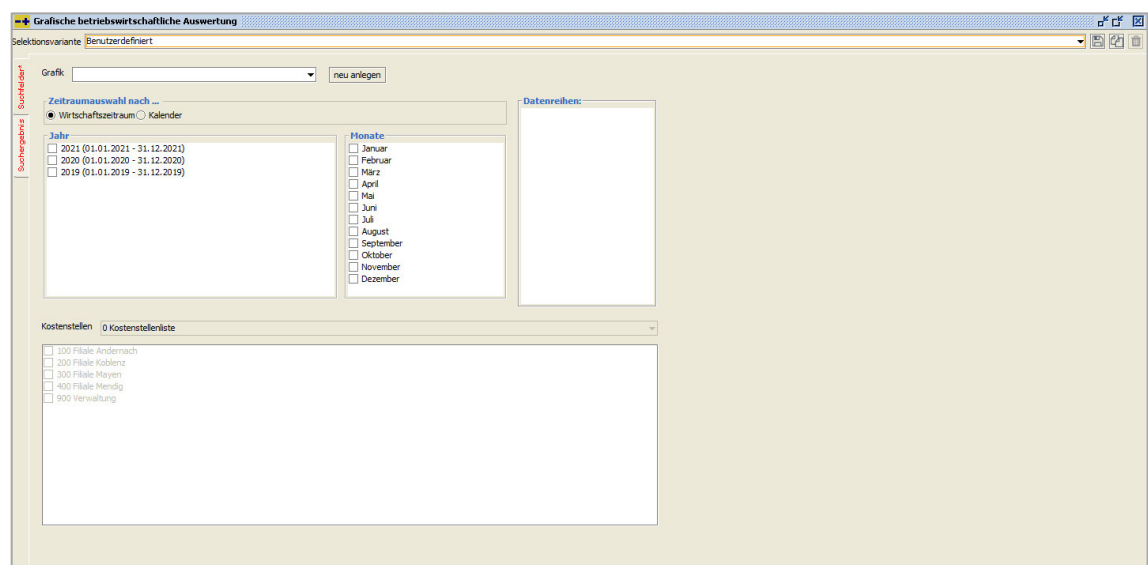 Grafische betriebswirtschaftliche Auswertung
Selektionsvariante Benutzerdefiniert
Suchfelder*
Suchergebnis
Grafik neu anlegen
Zeitraumauswahl nach ...
Wirtschaftszeitraum Kalender
Datenreihen:
Jahr
2021 (01.01.2021 - 31.12.2021)
2020 (01.01.2020 - 31.12.2020)
2019 (01.01.2019 - 31.12.2019)
Monate
Januar
Februar
März
April
Mai
Juni
Juli
August
September
Oktober
November
Dezember
Kostenstellen 0 Kostenstellenliste
100 Filiale Andernach
200 Filiale Koblenz
300 Filiale Mayen
400 Filiale Mendig
900 Verwaltung